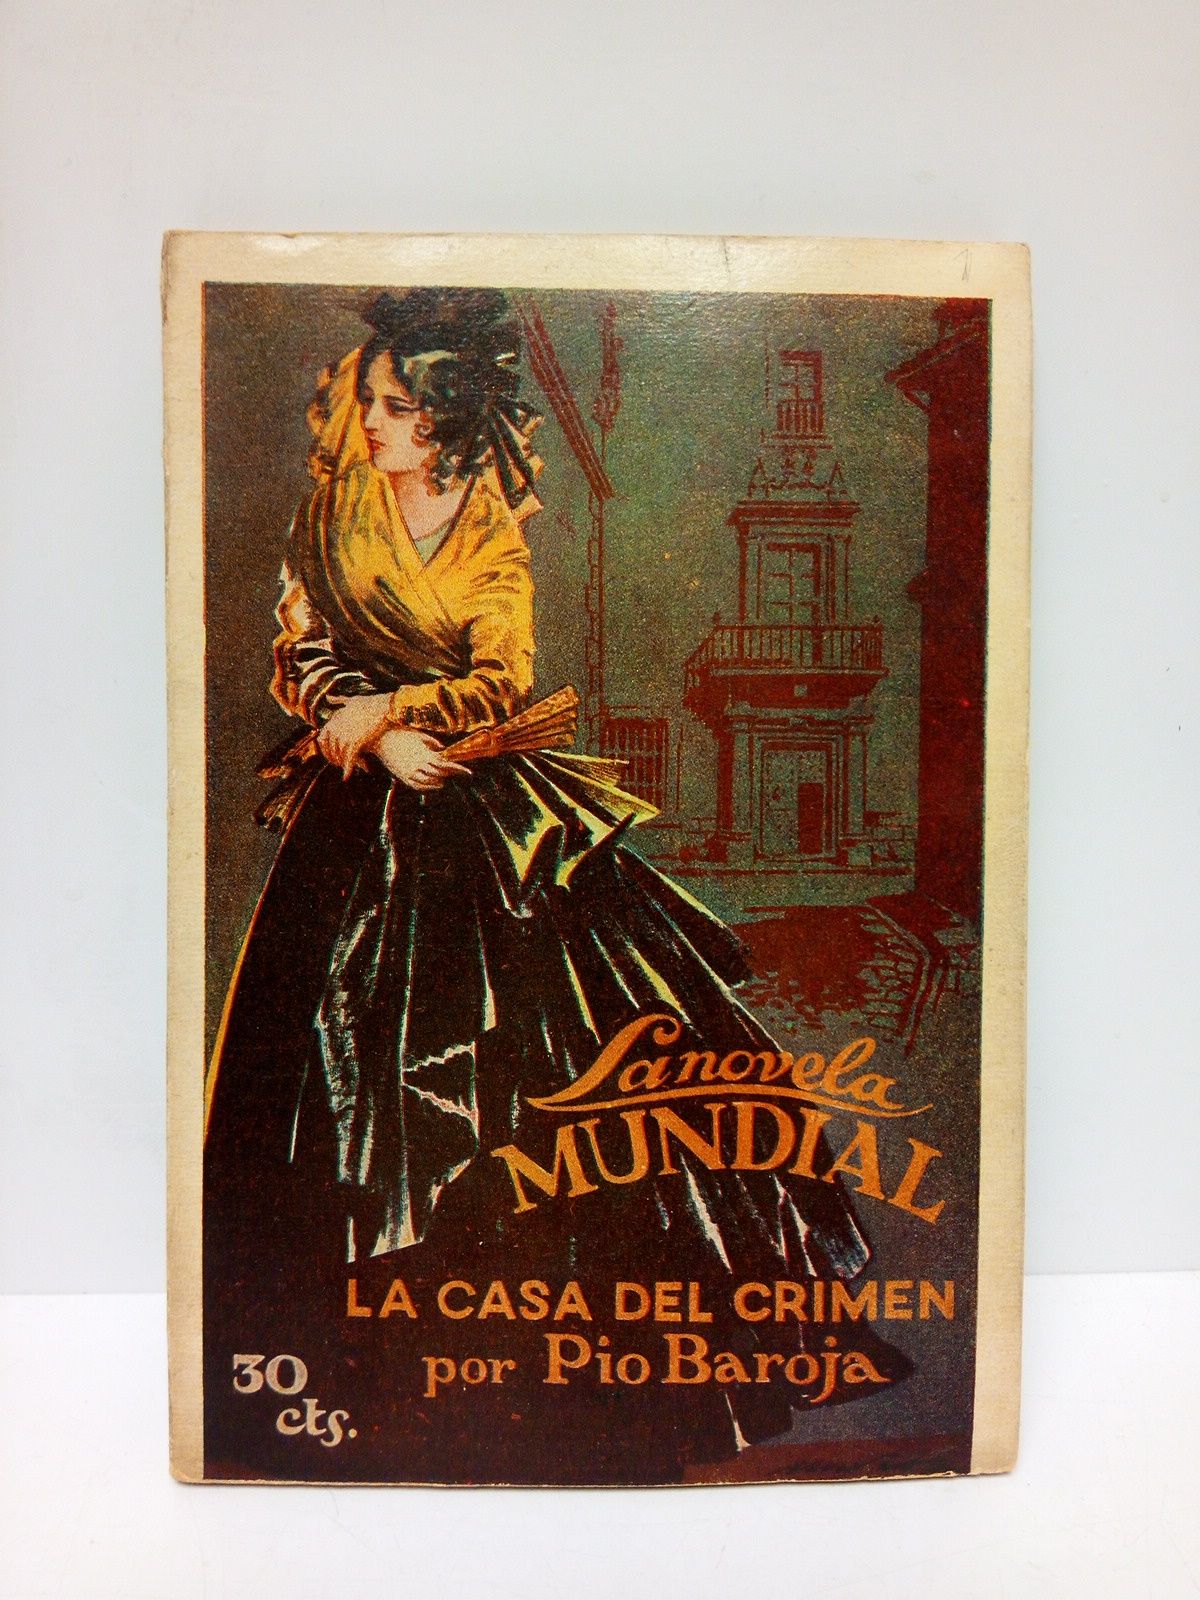 La novela
MUNDIAL
LA CASA DEL CRIMEN
por Pio Baroja
30
cts.